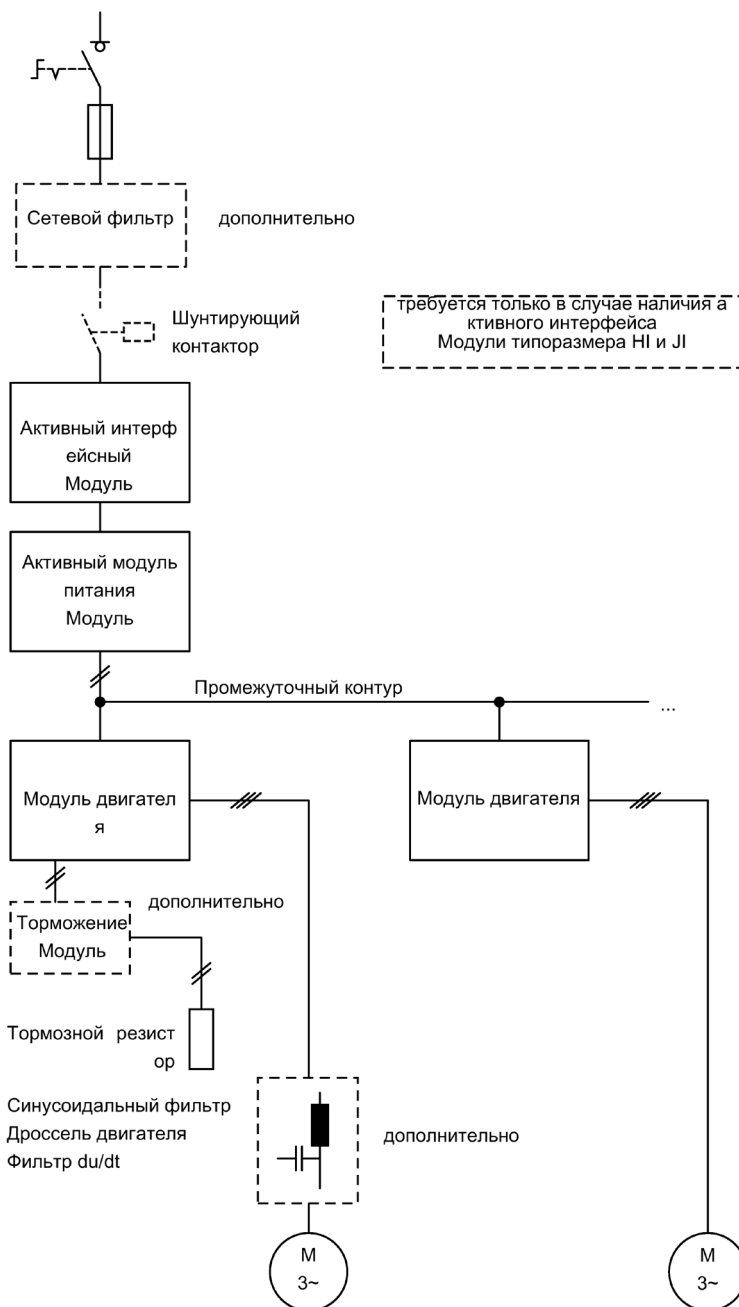 Сетевой фильтр
дополнительно
Шунтирующий
контактор
требуется только в случае наличия а
ктивного интерфейса
Модули типоразмера HI и JI
Активный интерф
ейсный
Модуль
Активный модуль
питания
Модуль
Промежуточный контур
...
Модуль двигател
я
Модуль двигателя
дополнительно
Торможение
Модуль
Тормозной резист
ор
Синусоидальный фильтр
Дроссель двигателя
Фильтр du/dt
дополнительно
M
3~
M
3~